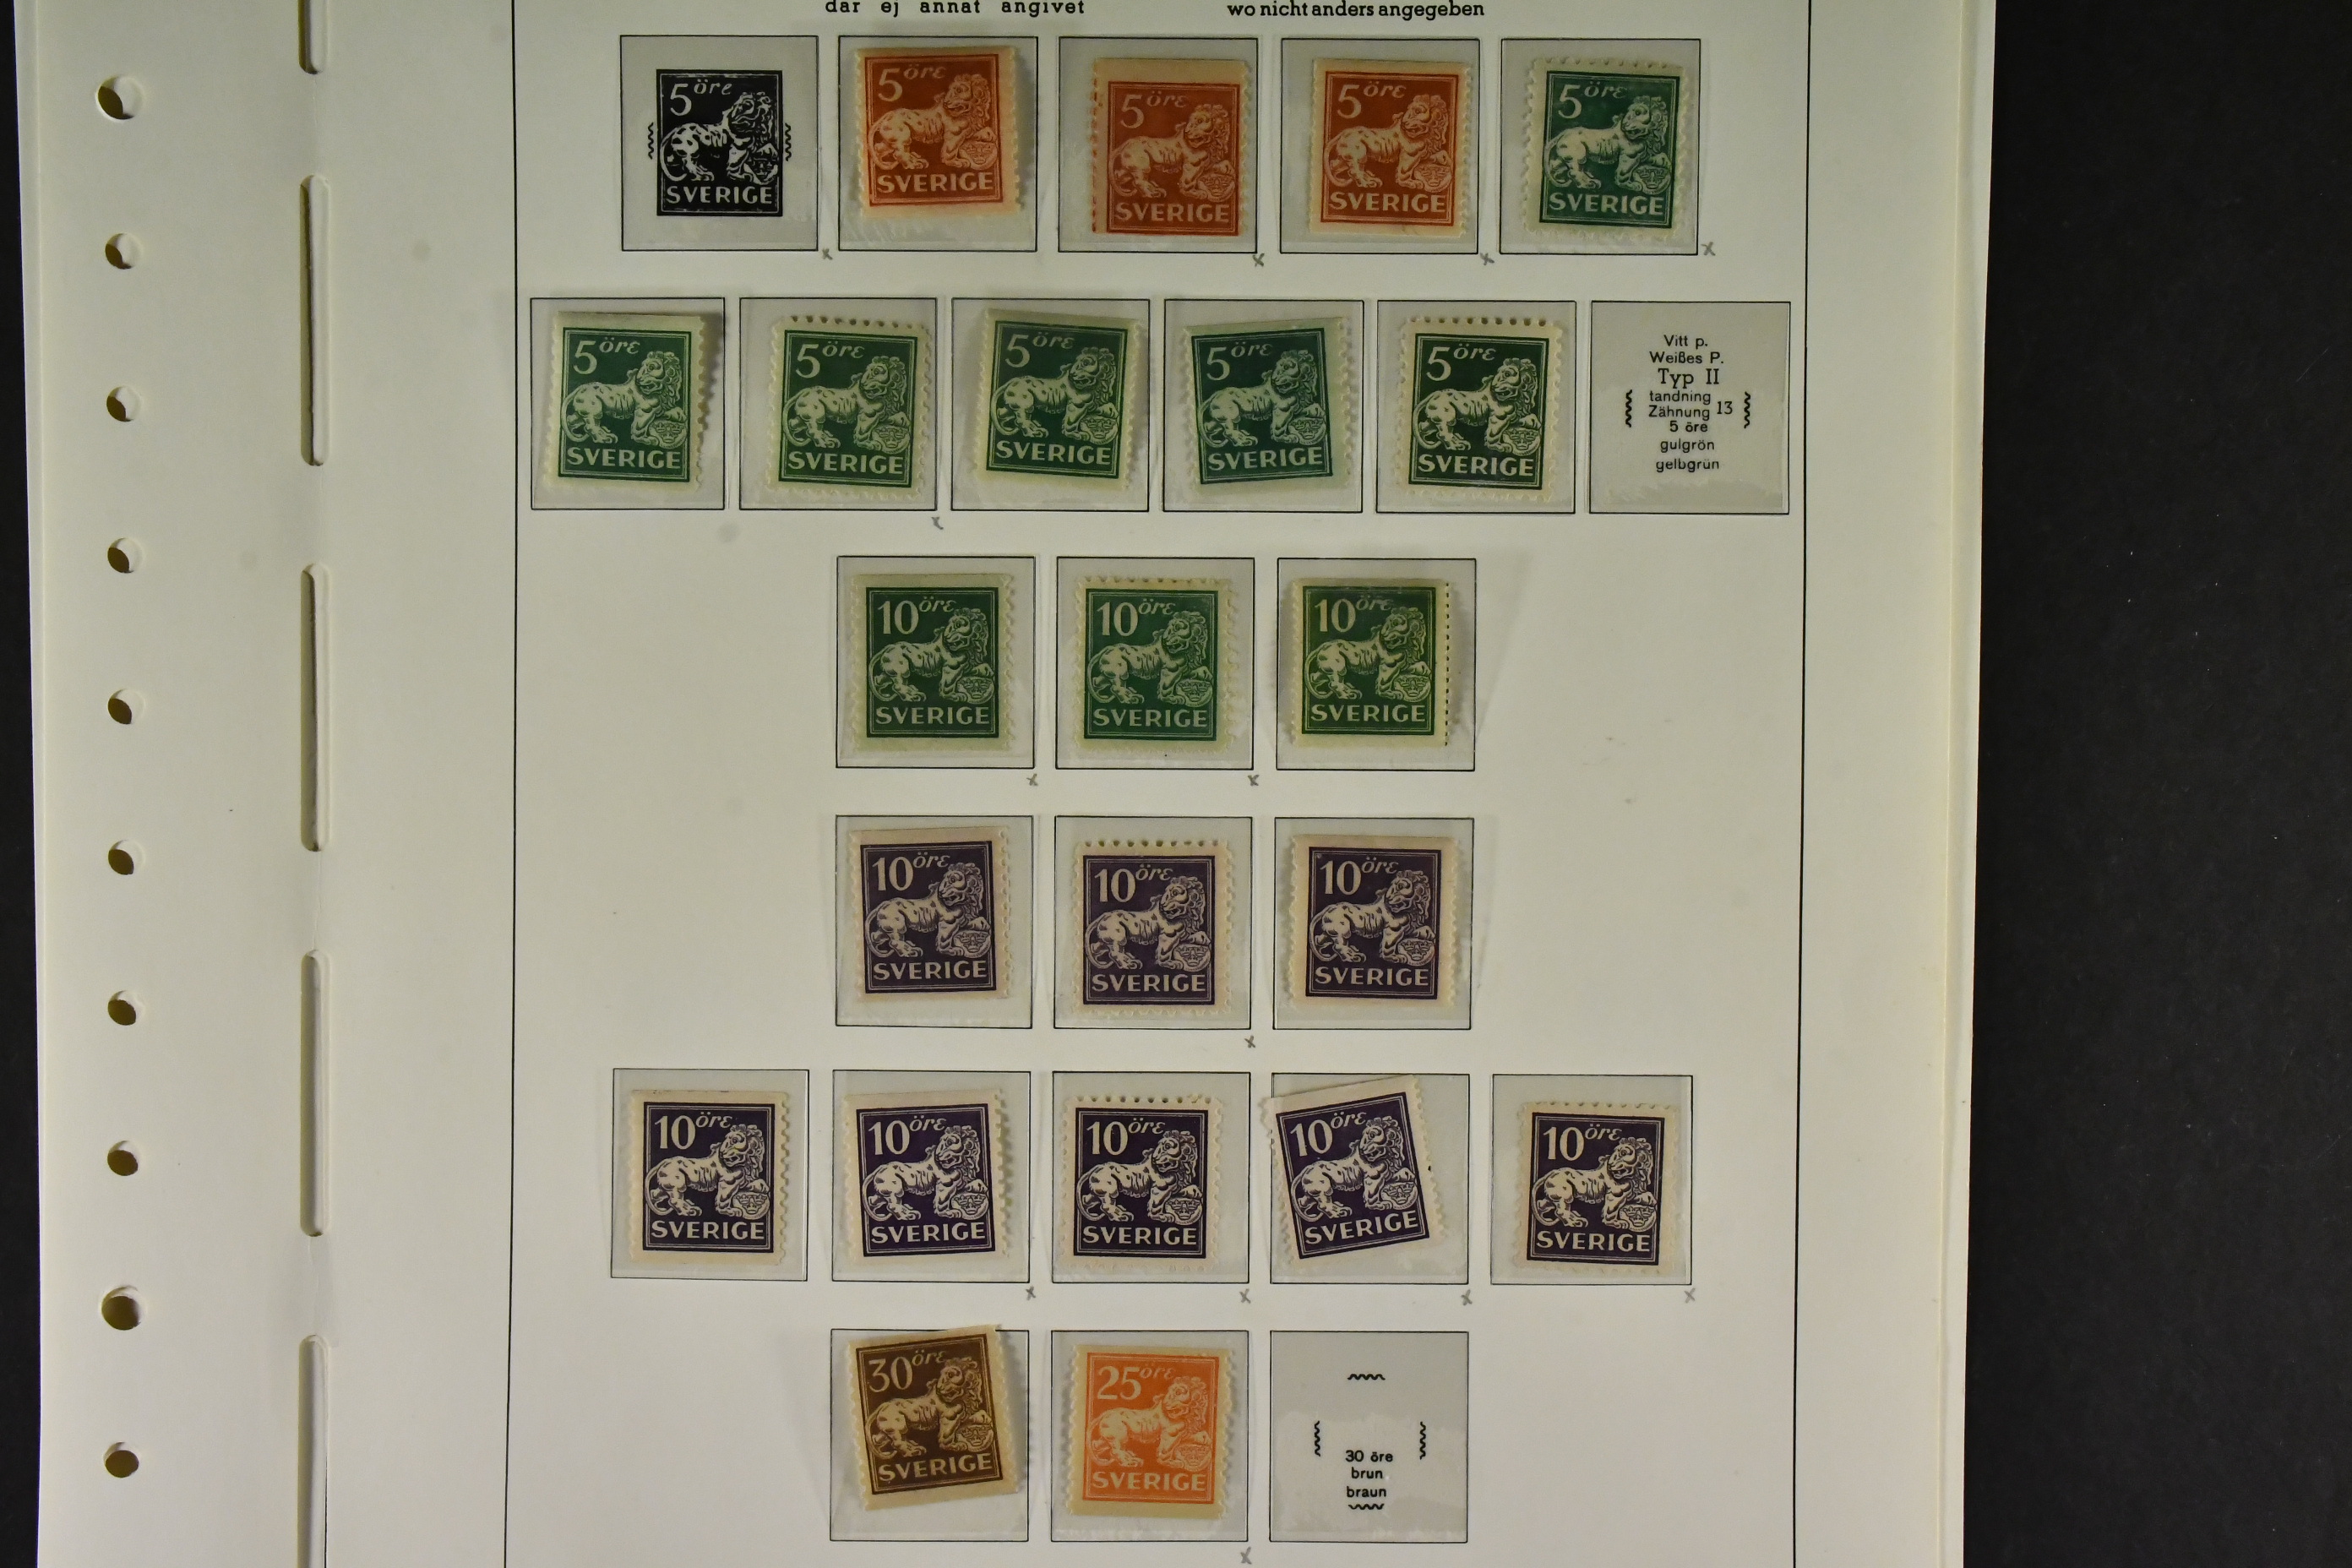 där ej annat angivet
wo nicht anders angegeben
5 öre
SVERIGE
5 öre
SVERIGE
5 öre
SVERIGE
5 öre
SVERIGE
5 öre
SVERIGE
5 öre
SVERIGE
5 öre
SVERIGE
5 öre
SVERIGE
5 öre
SVERIGE
5 öre
SVERIGE
Vitt p.
Weißes P.
Typ II
tandning
Zähnung 13
5 öre
gulgrön
gelbgrün
10 öre
SVERIGE
10 öre
SVERIGE
10 öre
SVERIGE
10 öre
SVERIGE
10 öre
SVERIGE
10 öre
SVERIGE
10 öre
SVERIGE
10 öre
SVERIGE
10 öre
SVERIGE
10 öre
SVERIGE
10 öre
SVERIGE
30 öre
SVERIGE
25 öre
SVERIGE
30 öre
brun
braun